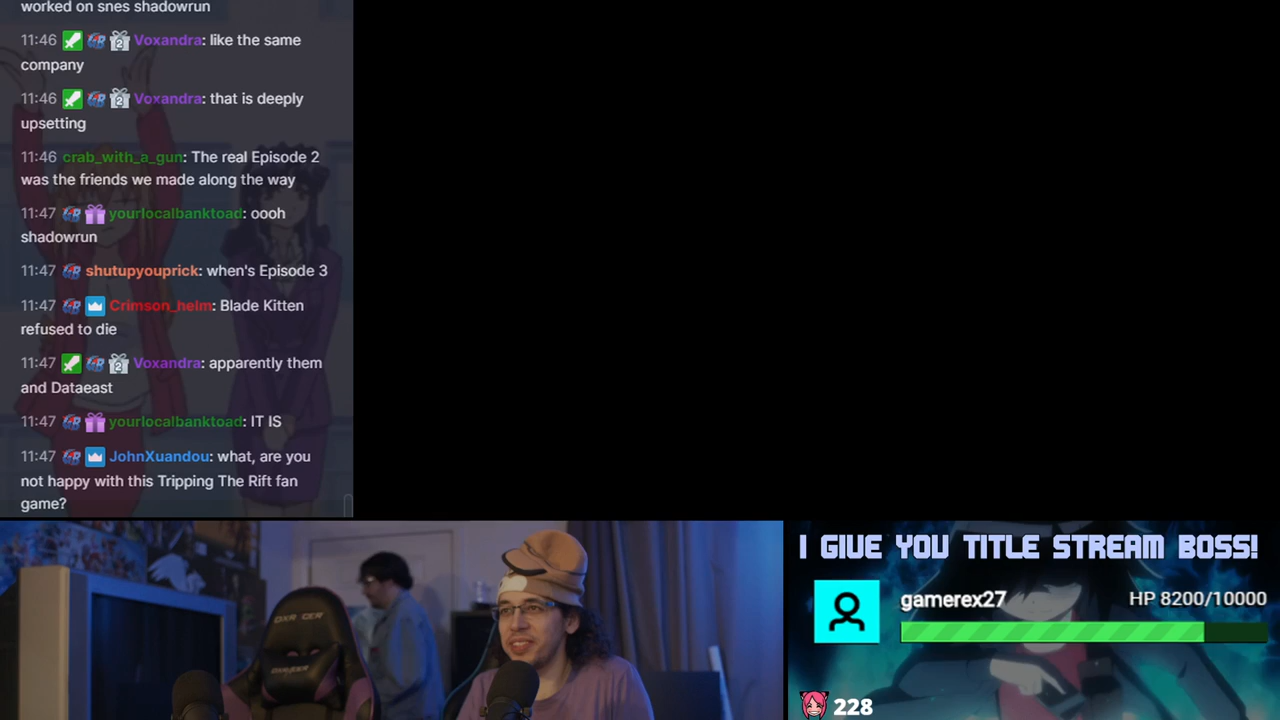 worked on snes shadowrun
11:46 2 Voxandra: like the same
company
11:46 2 Voxandra: that is deeply
upsetting
11:46 crab_with_a_gun: The real Episode 2
was the friends we made along the way
11:47 yourlocalbanktoad: oooh
shadowrun
11:47 shutupyouprick: when's Episode 3
11:47 Crimson_helm: Blade Kitten
refused to die
11:47 2 Voxandra: apparently them
and Dataeast
11:47 yourlocalbanktoad: IT IS
11:47 JohnXuandou: what, are you
not happy with this Tripping The Rift fan
game?
I GIVE YOU TITLE STREAM BOSS!
gamerex27 HP 8200/10000
228